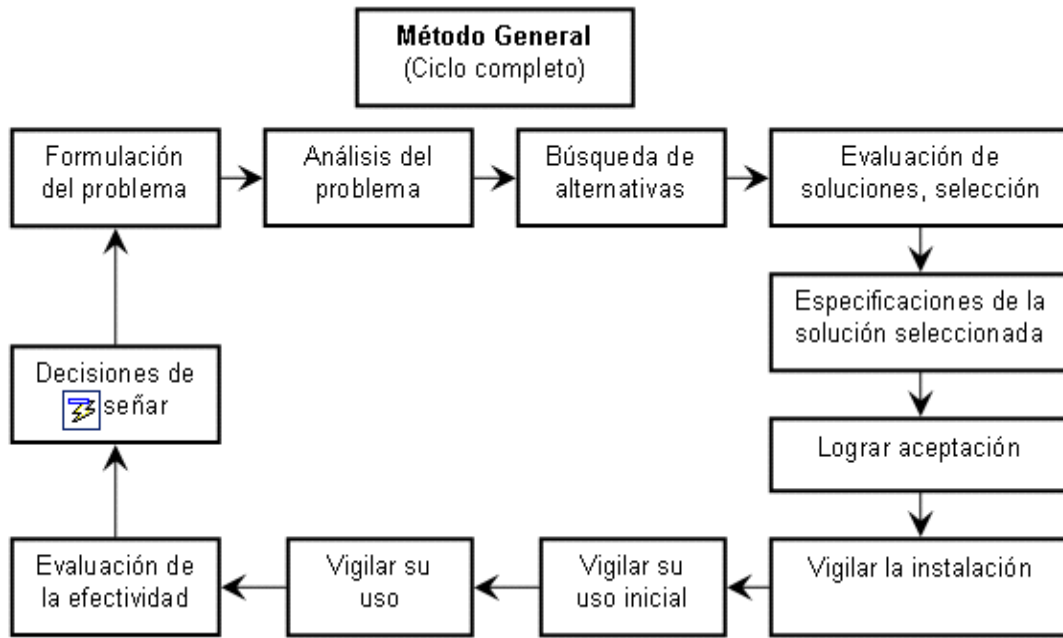 Método General
(Ciclo completo)
Formulación
del problema
Análisis del
problema
Búsqueda de
alternativas
Evaluación de
soluciones, selección
Especificaciones de la
solución seleccionada
Lograr aceptación
Vigilar la instalación
Vigilar su
uso inicial
Vigilar su
uso
Evaluación de
la efectividad
Decisiones de
señar